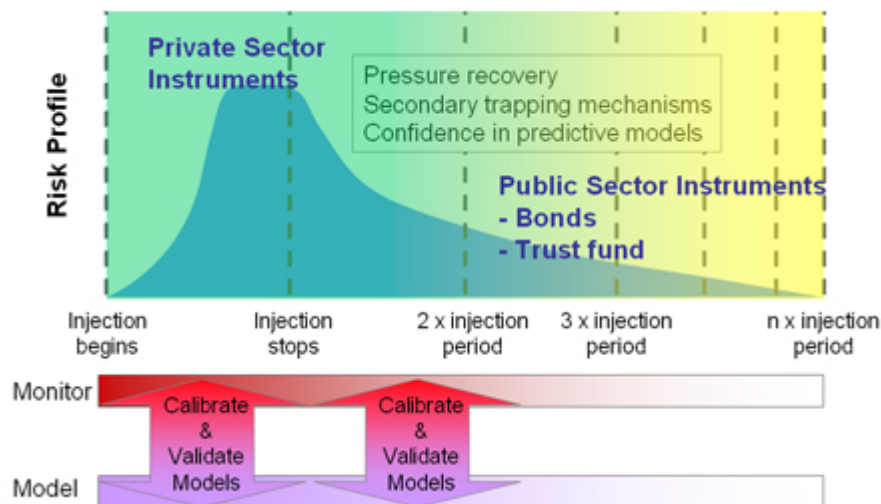 Private Sector
Instruments
Pressure recovery
Secondary trapping mechanisms
Confidence in predictive models
Risk Profile
Public Sector Instruments
- Bonds
- Trust fund
Injection
begins
Injection
stops
2 x injection
period
3 x injection
period
n x injection
period
Monitor
Calibrate
&
Validate
Models
Calibrate
&
Validate
Models
Model